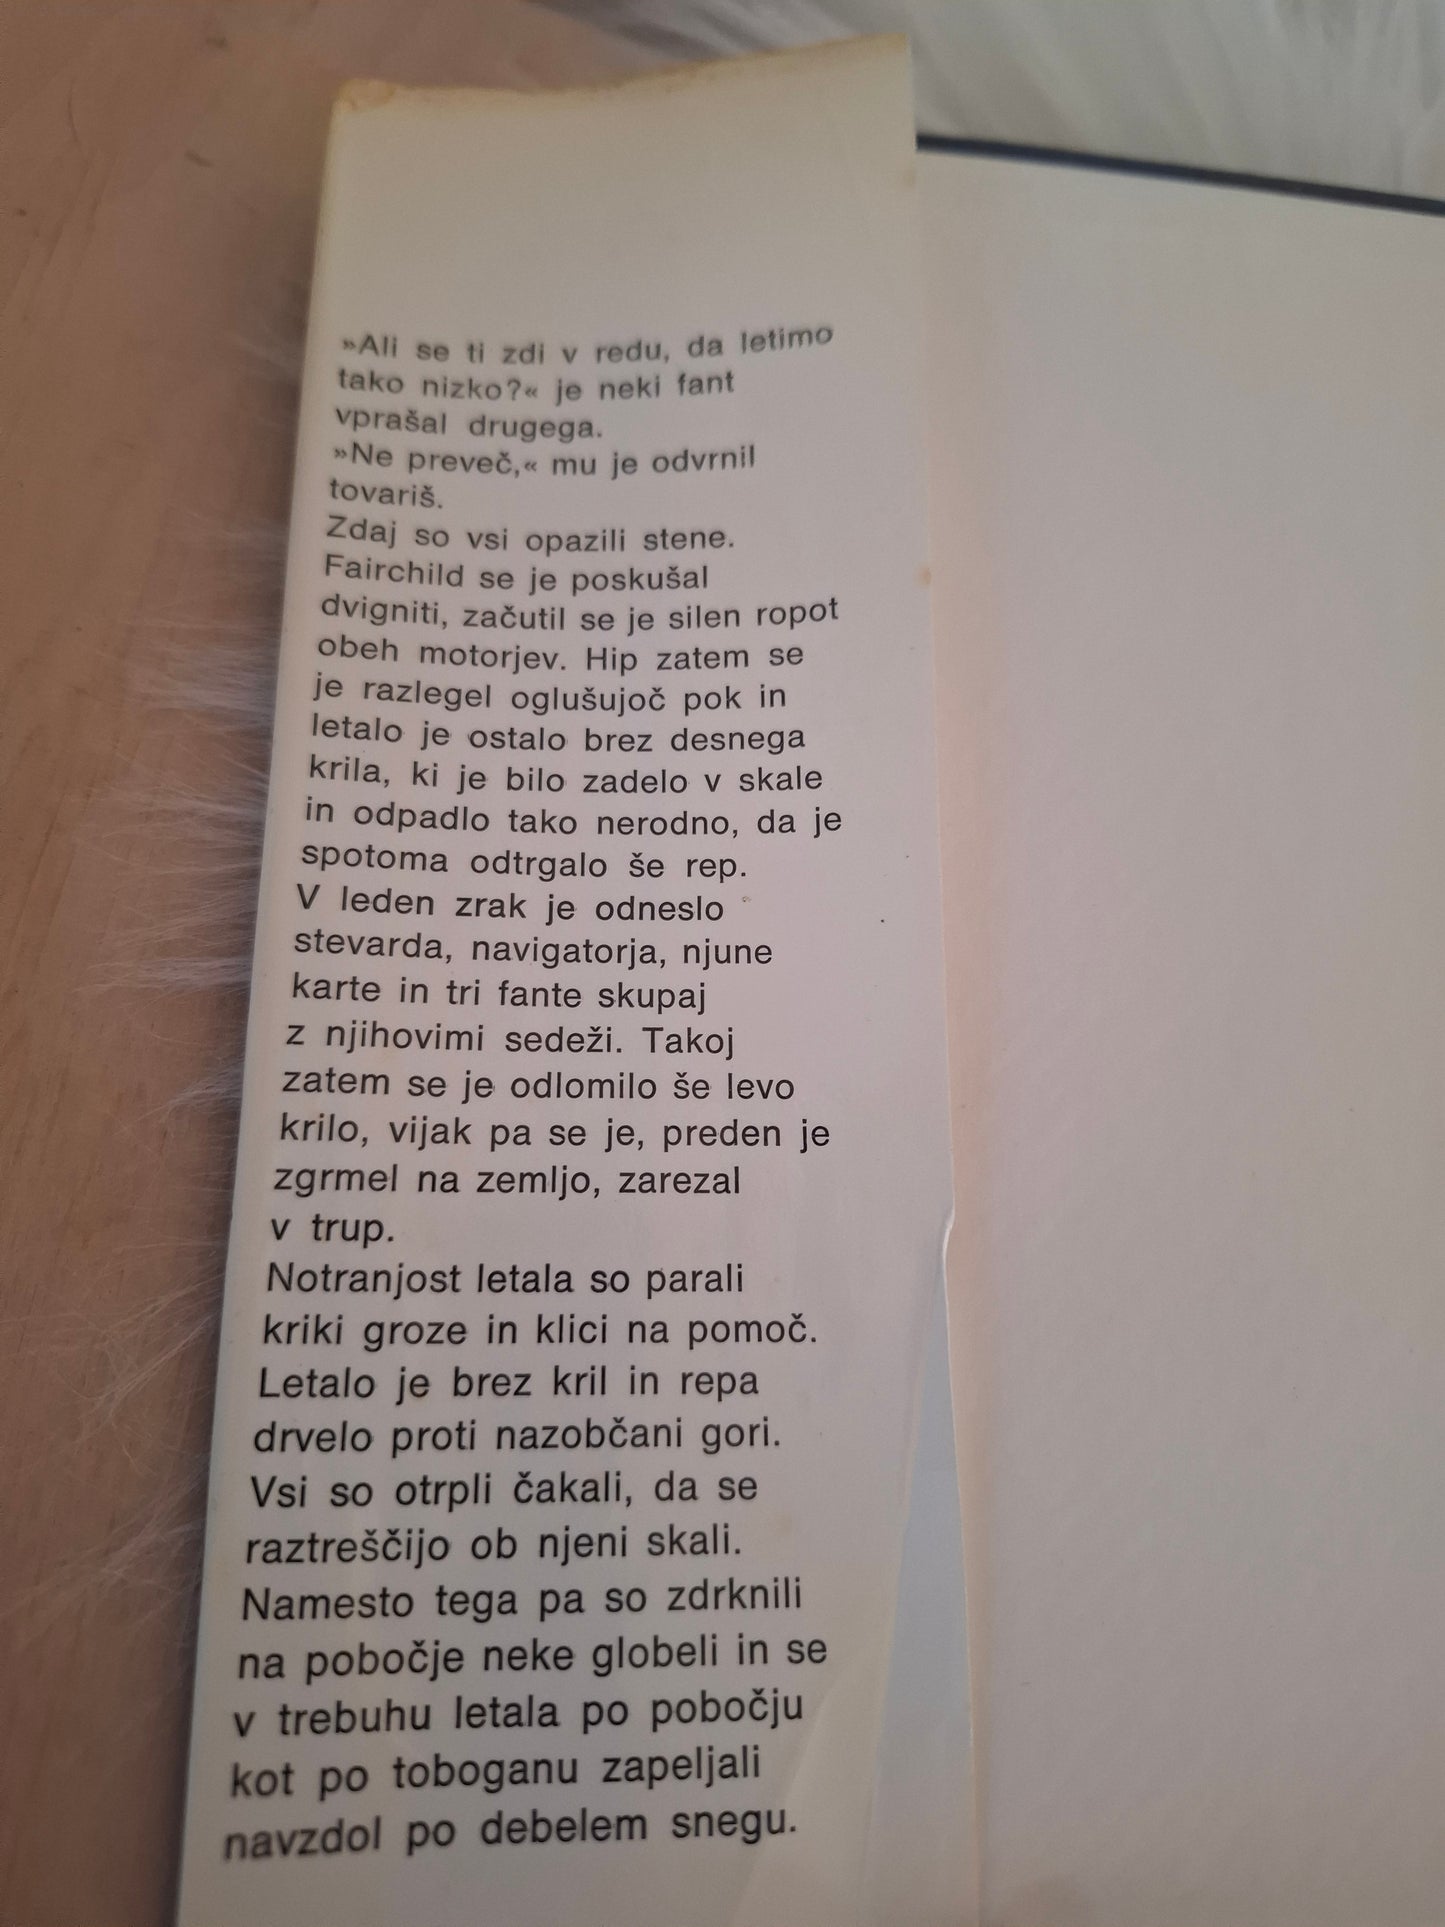 »Ali se ti zdi v redu, da letimo
tako nizko?« je neki fant
vprašal drugega.
»Ne preveč,« mu je odvrnil
tovariš.
Zdaj so vsi opazili stene.
Fairchild se je poskušal
dvigniti, začutil se je silen ropot
obeh motorjev. Hip zatem se
je razlegel oglušujoč pok in
letalo je ostalo brez desnega
krila, ki je bilo zadelo v skale
in odpadlo tako nerodno, da je
spotoma odtrgalo še rep.
V leden zrak je odneslo
stevarda, navigatorja, njune
karte in tri fante skupaj
z njihovimi sedeži. Takoj
zatem se je odlomilo še levo
krilo, vijak pa se je, preden je
zgrmel na zemljo, zarezal
v trup.
Notranjost letala so parali
kriki groze in klici na pomoč.
Letalo je brez kril in repa
drvelo proti nazobčani gori.
Vsi so otrpli čakali, da se
raztreščijo ob njeni skali.
Namesto tega pa so zdrknili
na pobočje neke globeli in se
v trebuhu letala po pobočju
kot po toboganu zapeljali
navzdol po debelem snegu.